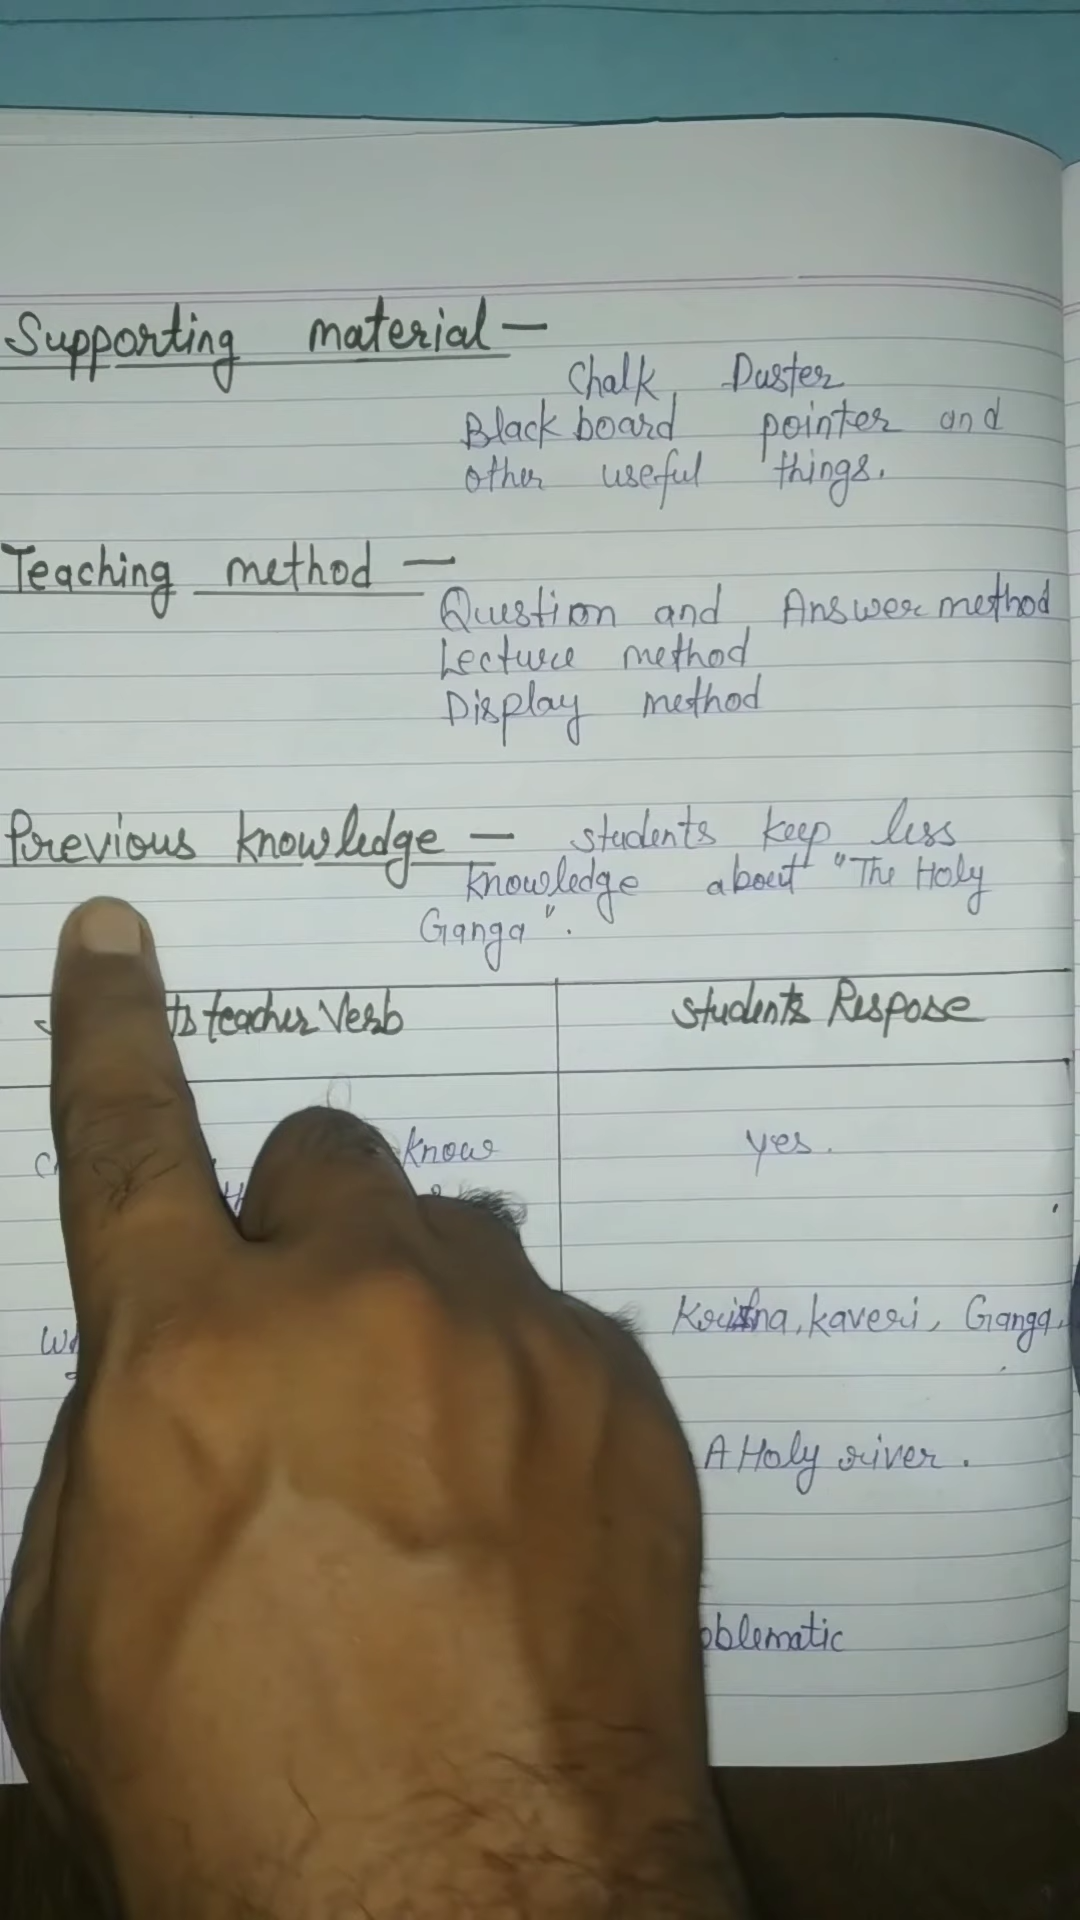 Supporting material —
Chalk, Duster
Black board pointer and
other useful things.
Teaching method —
Question and Answer method
Lecture method
Display method
Previous knowledge — students keep less
knowledge about "The Holy
Ganga".
teacher Verb
Students Respose
know
yes.
Krishna, kaveri, Ganga,
A Holy river.